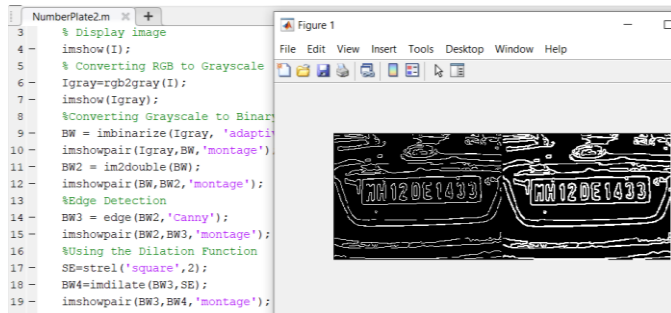 NumberPlate2.m
3 % Display image
4 – imshow(I);
5 % Converting RGB to Grayscale
6 – Igray=rgb2gray(I);
7 – imshow(Igray);
8 %Converting Grayscale to Binary
9 – BW = imbinarize(Igray, 'adapti
10 – imshowpair(Igray,BW,'montage')
11 – BW2 = im2double(BW);
12 – imshowpair(BW,BW2,'montage');
13 %Edge Detection
14 – BW3 = edge(BW2,'Canny');
15 – imshowpair(BW2,BW3,'montage');
16 %Using the Dilation Function
17 – SE=strel('square',2);
18 – BW4=imdilate(BW3,SE);
19 – imshowpair(BW3,BW4,'montage');
Figure 1
File Edit View Insert Tools Desktop Window Help
MH12DE1433 MH12DE1433